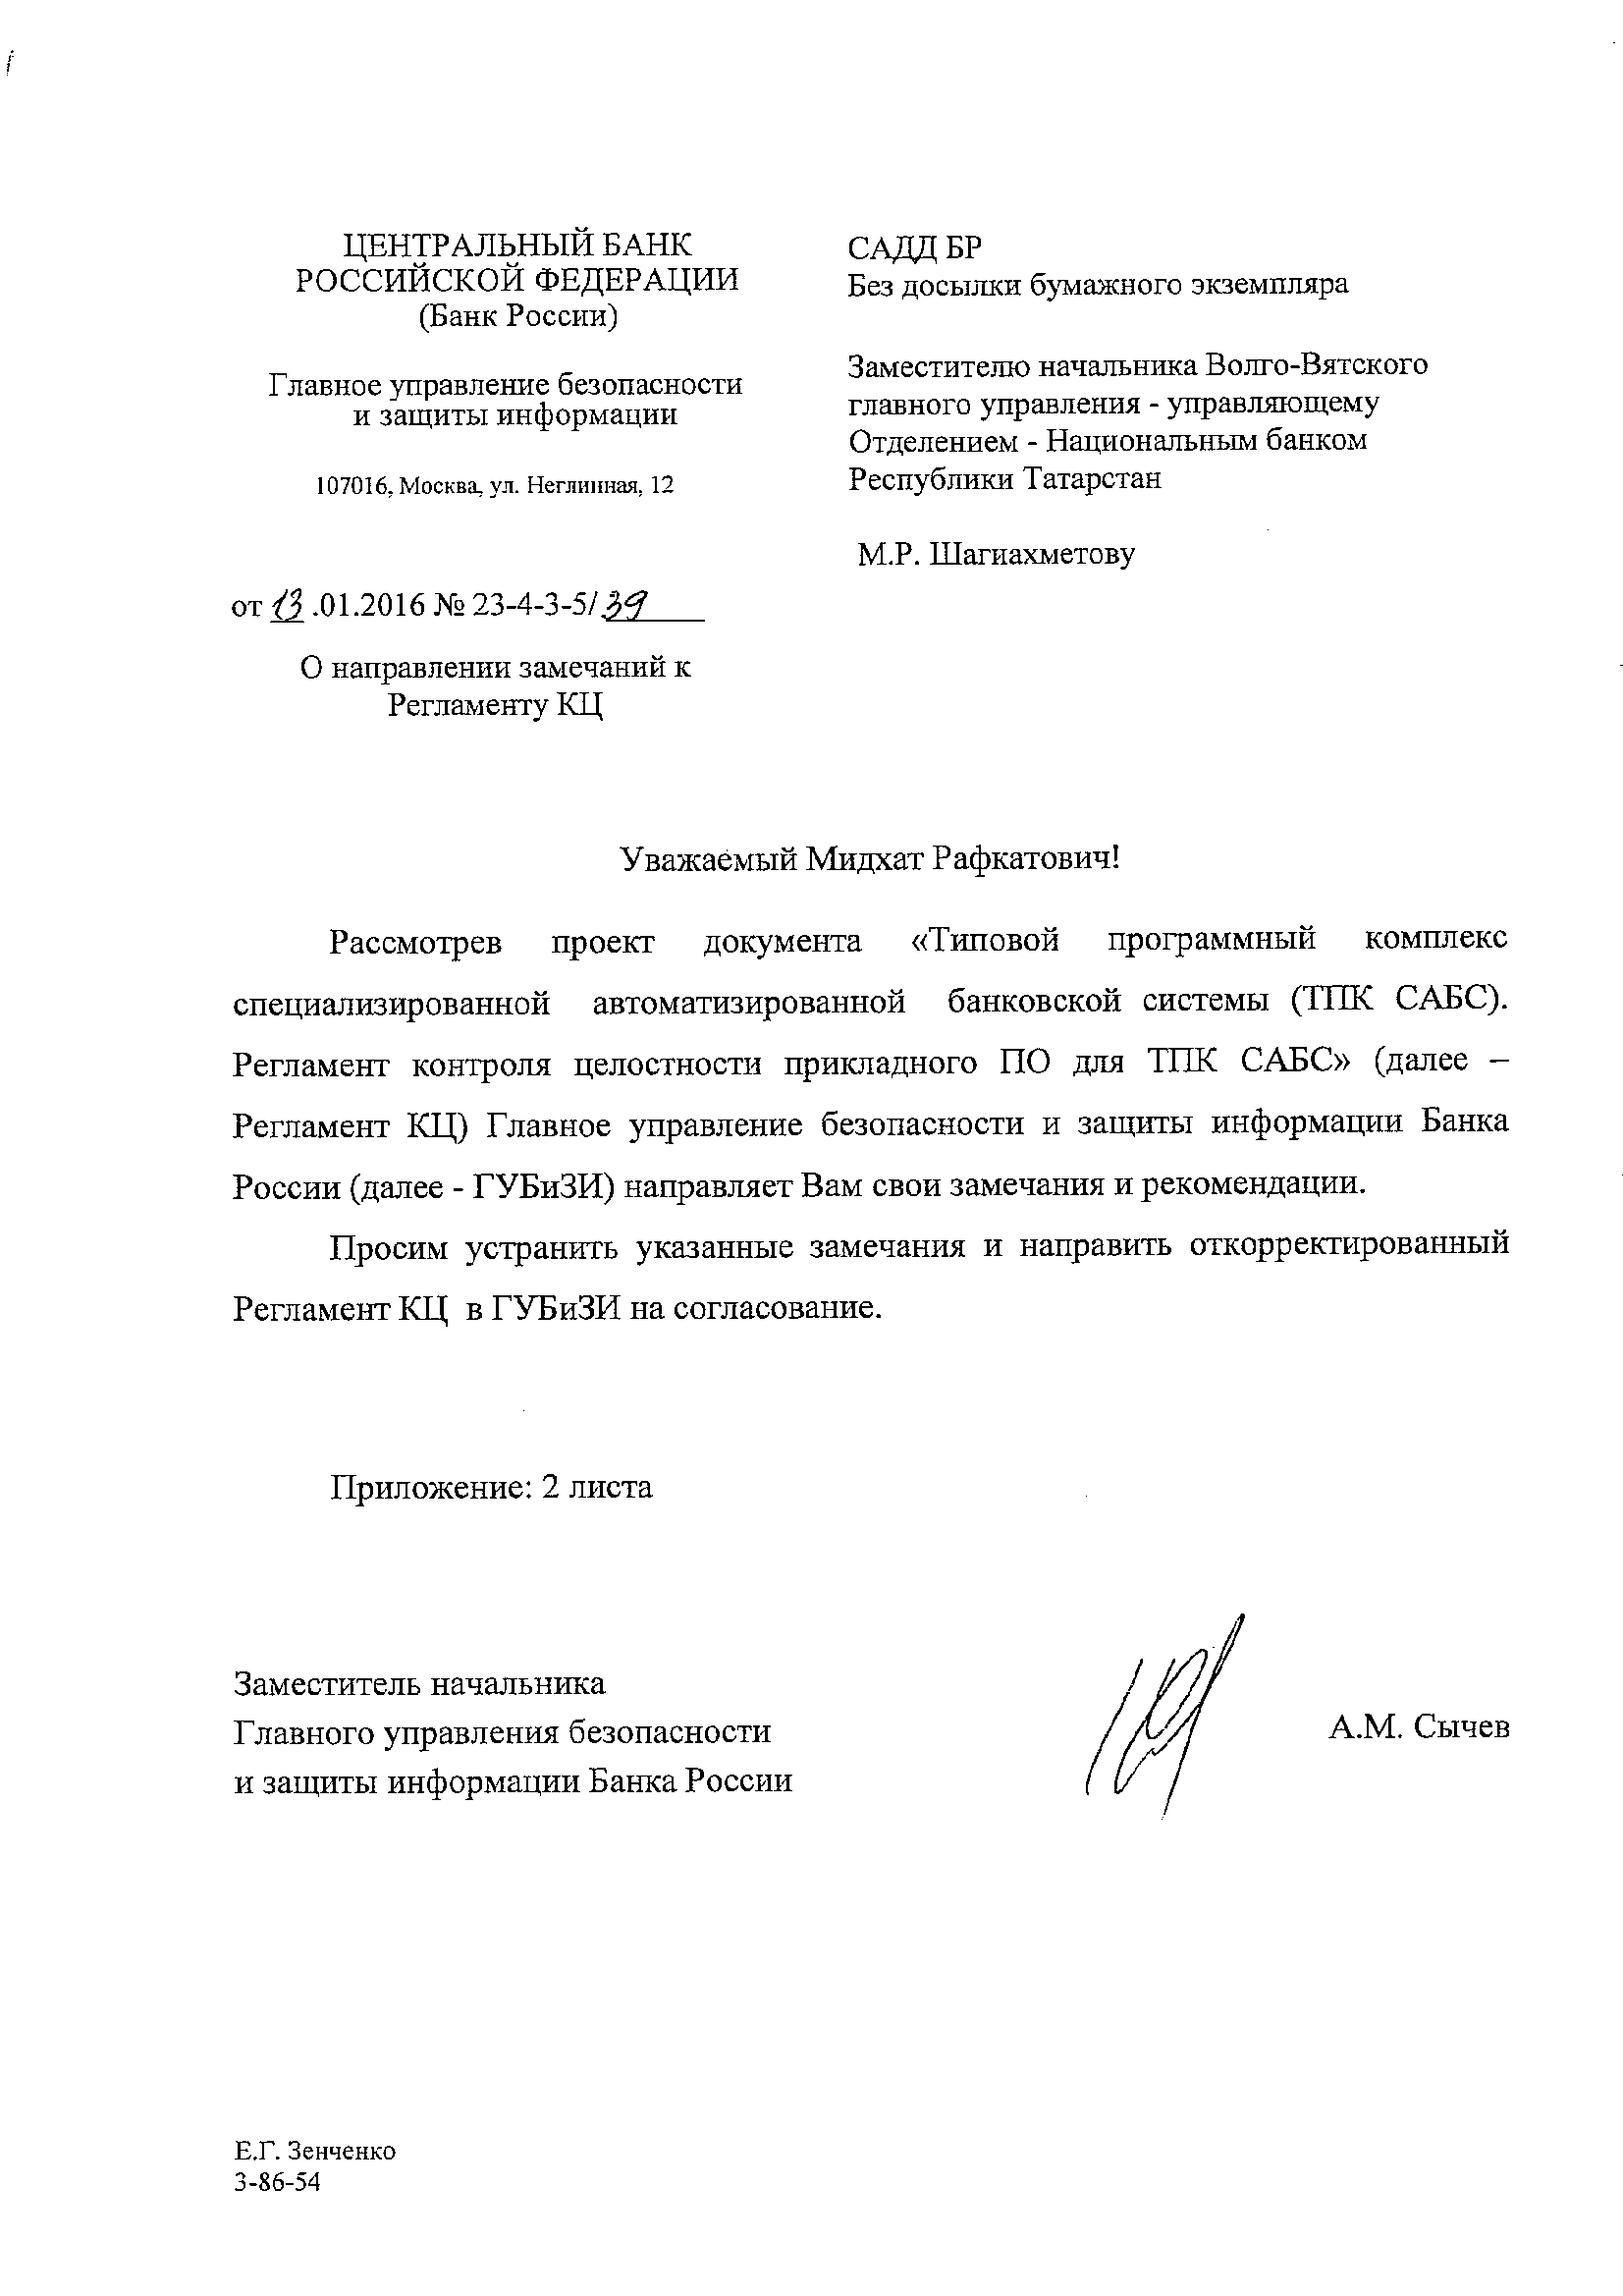 ЦЕНТРАЛЬНЫЙ БАНК
РОССИЙСКОЙ ФЕДЕРАЦИИ
(Банк России)
Главное управление безопасности
и защиты информации
107016, Москва, ул. Неглинная, 12
от 13.01.2016 № 23-4-3-5/39
О направлении замечаний к
Регламенту КЦ
САДД БР
Без досылки бумажного экземпляра
Заместителю начальника Волго-Вятского
главного управления - управляющему
Отделением - Национальным банком
Республики Татарстан
М.Р. Шагиахметову
Уважаемый Мидхат Рафкатович!
Рассмотрев проект документа «Типовой программный комплекс
специализированной автоматизированной банковской системы (ТПК САБС).
Регламент контроля целостности прикладного ПО для ТПК САБС» (далее –
Регламент КЦ) Главное управление безопасности и защиты информации Банка
России (далее - ГУБиЗИ) направляет Вам свои замечания и рекомендации.
Просим устранить указанные замечания и направить откорректированный
Регламент КЦ в ГУБиЗИ на согласование.
Приложение: 2 листа
Заместитель начальника
Главного управления безопасности
и защиты информации Банка России
А.М. Сычев
Е.Г. Зенченко
3-86-54